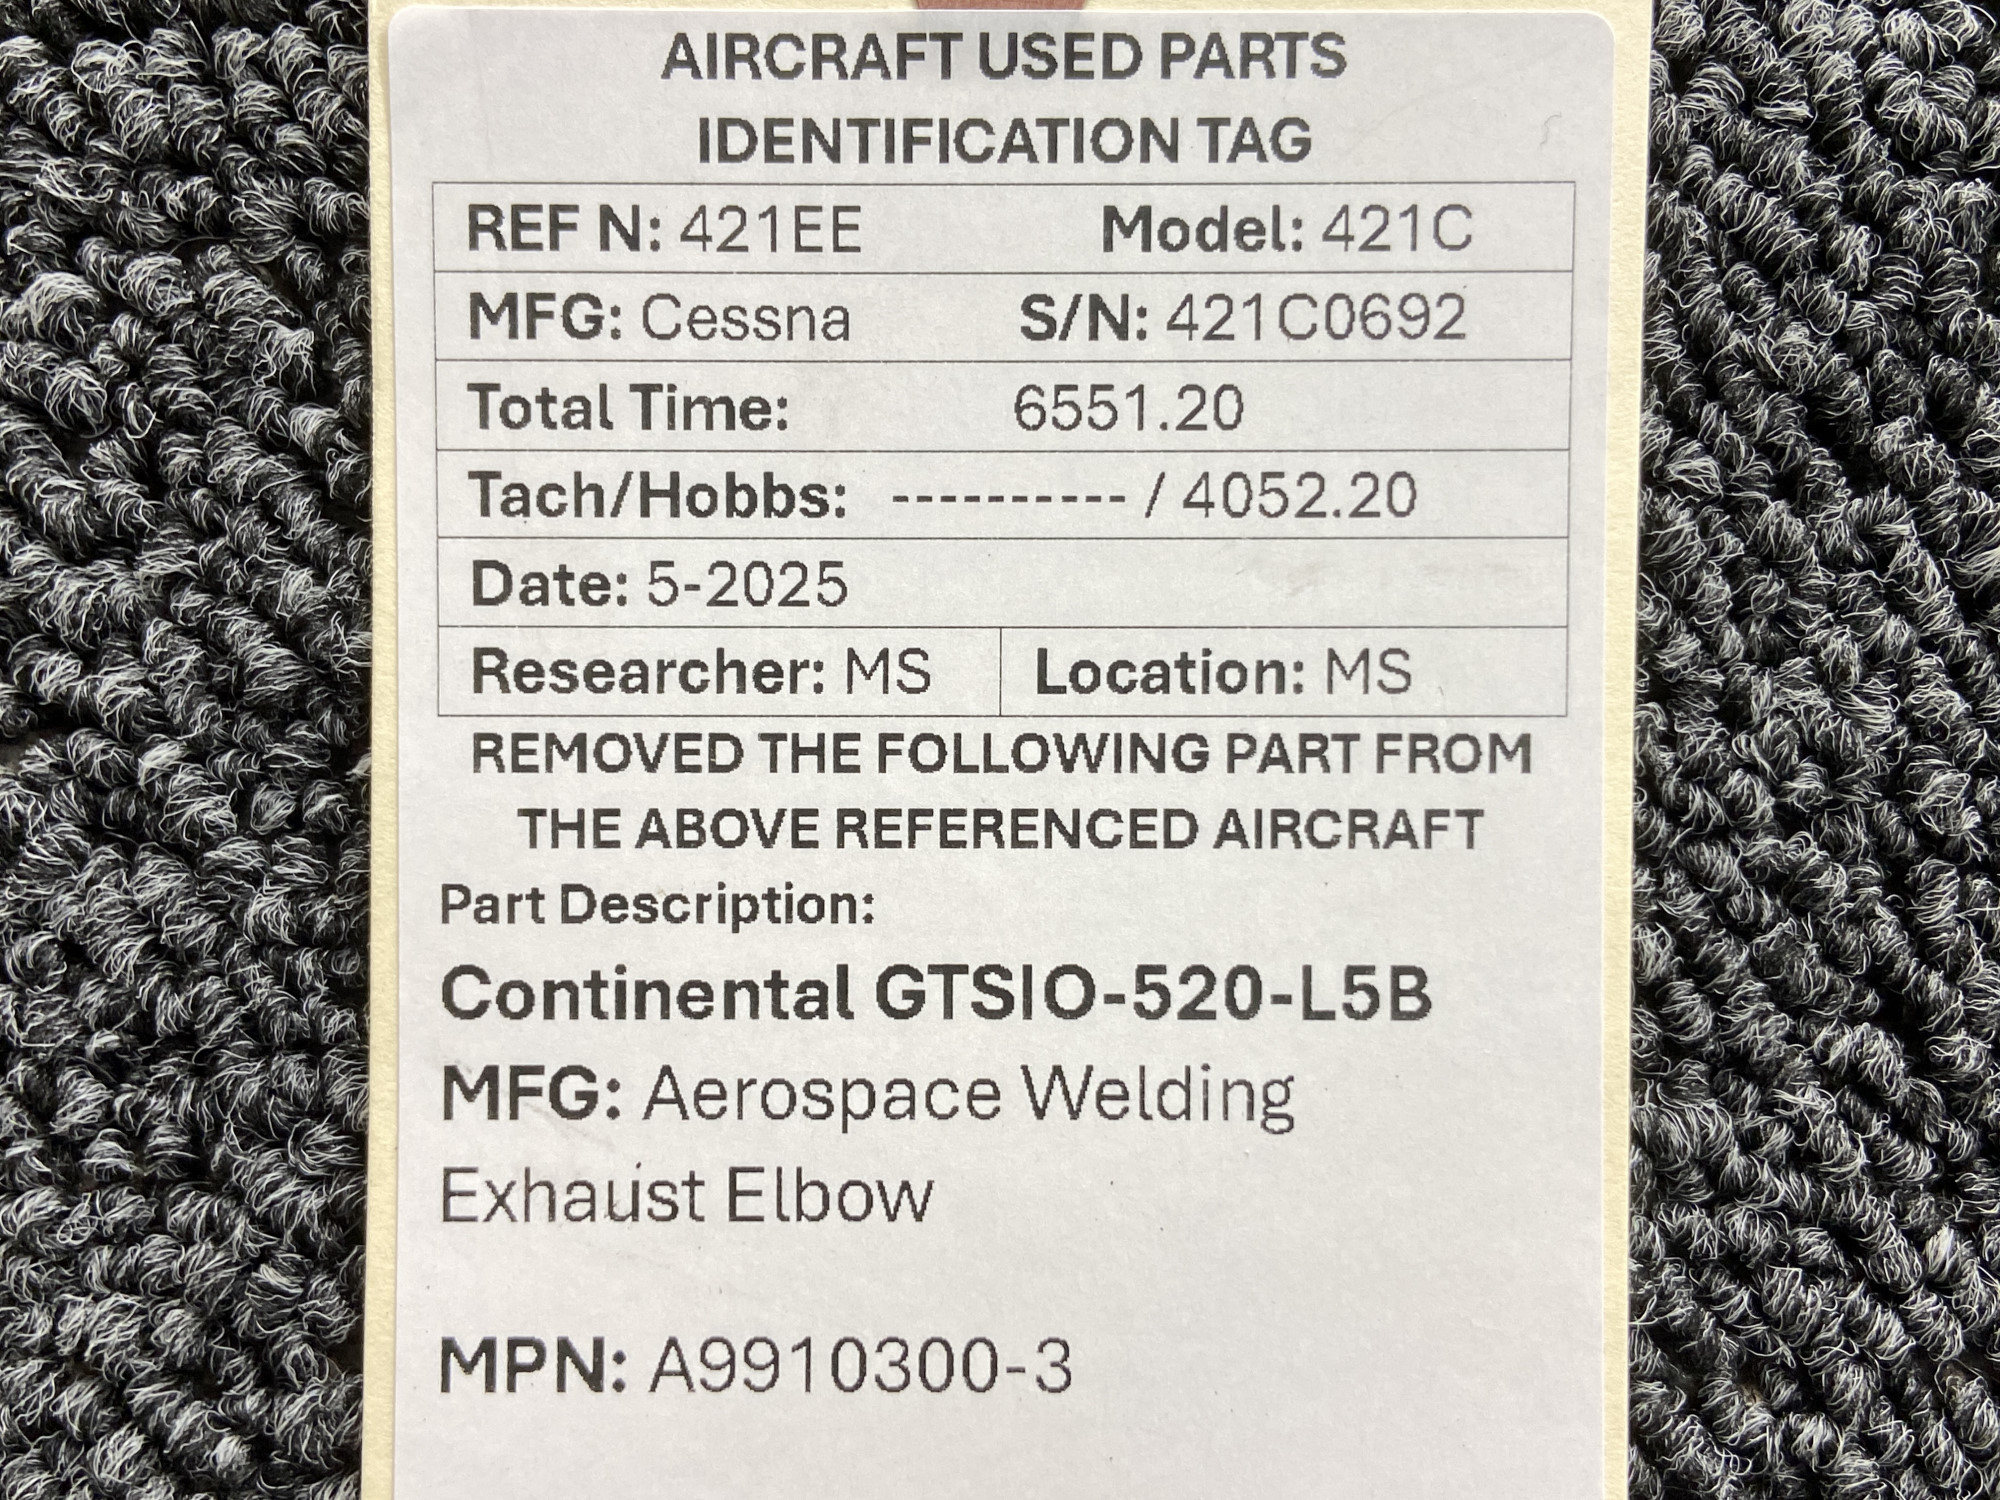 AIRCRAFT USED PARTS
IDENTIFICATION TAG
REF N: 421EE Model: 421C
MFG: Cessna S/N: 421C0692
Total Time: 6551.20
Tach/Hobbs: ---------- / 4052.20
Date: 5-2025
Researcher: MS Location: MS
REMOVED THE FOLLOWING PART FROM
THE ABOVE REFERENCED AIRCRAFT
Part Description:
Continental GTSIO-520-L5B
MFG: Aerospace Welding
Exhaust Elbow
MPN: A9910300-3